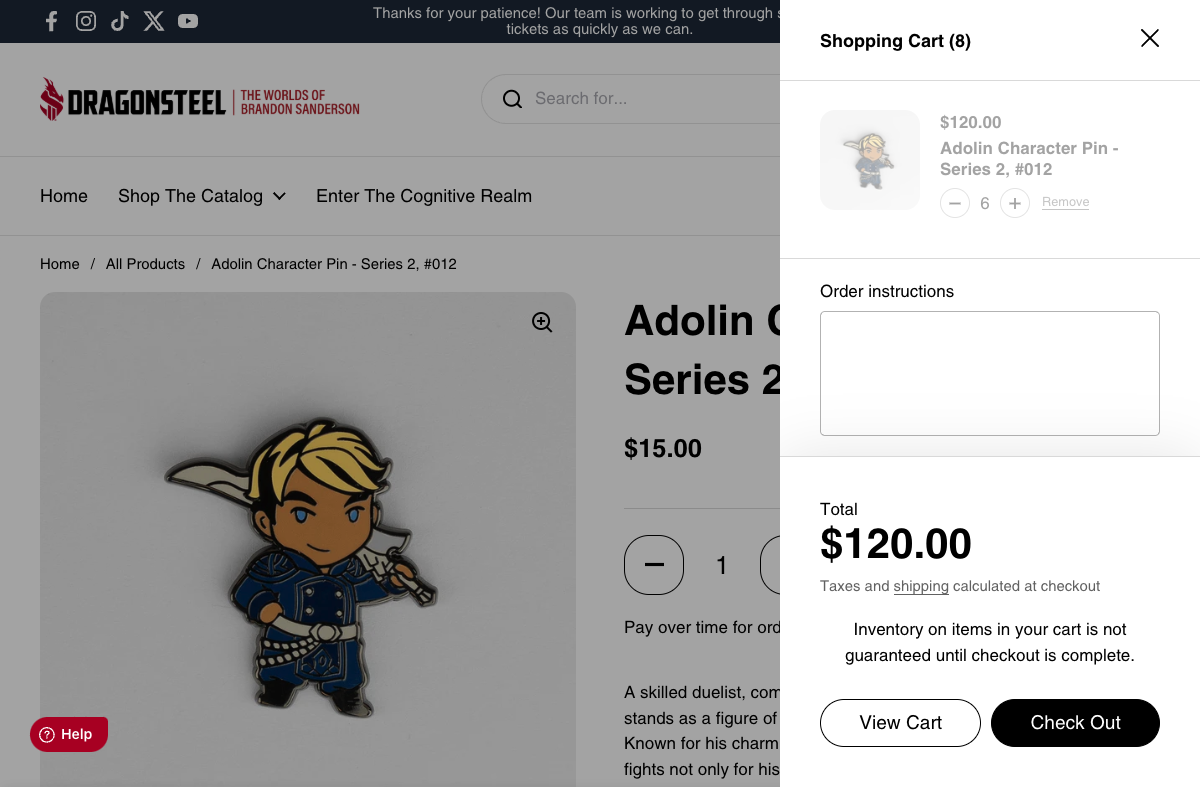 Thanks for your patience! Our team is working to get through s
tickets as quickly as we can.
DRAGONSTEEL
THE WORLDS OF
BRANDON SANDERSON
Search for...
Home
Shop The Catalog
Enter The Cognitive Realm
Home / All Products / Adolin Character Pin - Series 2, #012
Adolin C
Series 2
$15.00
1
Pay over time for ord
A skilled duelist, com
stands as a figure of
Known for his charm
fights not only for his
Help
Shopping Cart (8)
$120.00
Adolin Character Pin -
Series 2, #012
6
Remove
Order instructions
Total
$120.00
Taxes and shipping calculated at checkout
Inventory on items in your cart is not
guaranteed until checkout is complete.
View Cart
Check Out